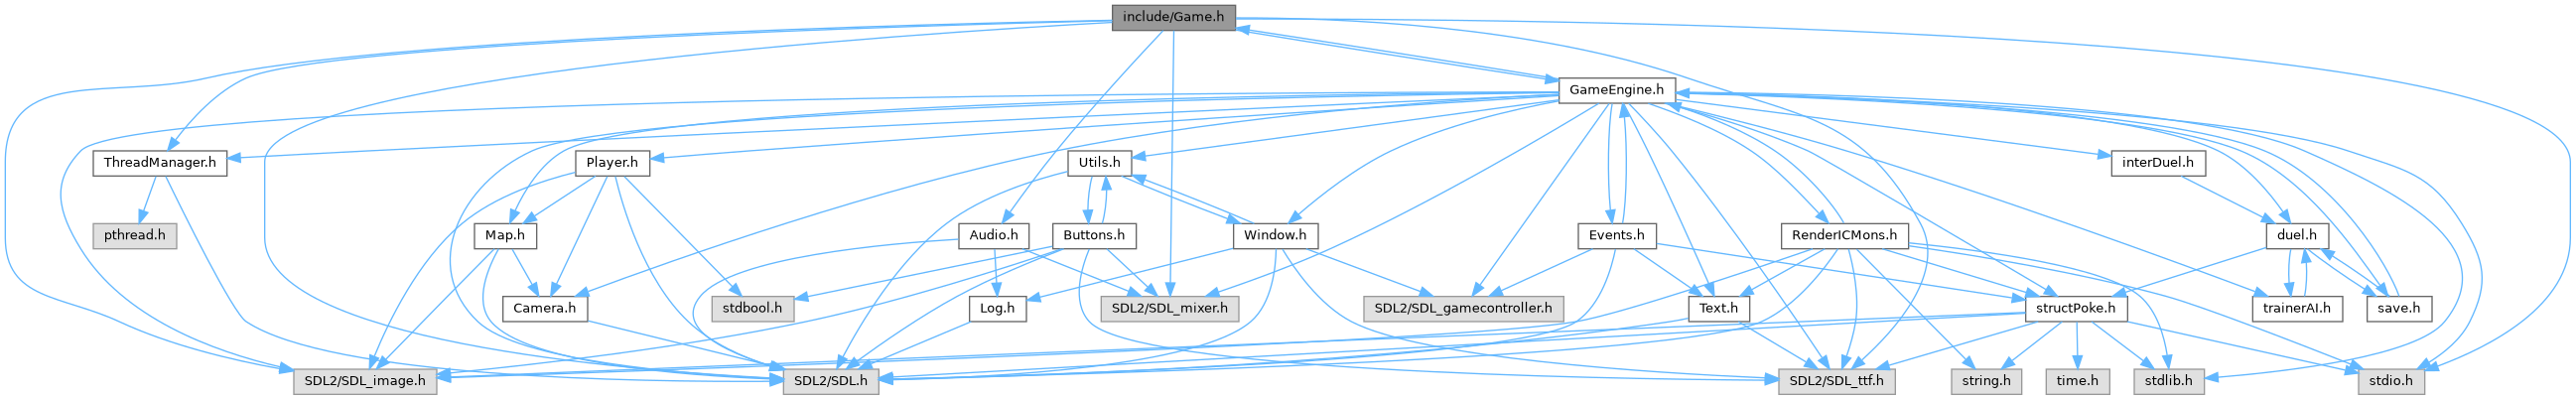 include/Game.h
GameEngine.h
ThreadManager.h
Player.h
Utils.h
interDuel.h
pthread.h
Map.h
Audio.h
Buttons.h
Window.h
Events.h
RenderICMons.h
duel.h
Camera.h
stdbool.h
Log.h
SDL2/SDL_mixer.h
SDL2/SDL_gamecontroller.h
Text.h
structPoke.h
trainerAI.h
save.h
SDL2/SDL_image.h
SDL2/SDL.h
SDL2/SDL_ttf.h
string.h
time.h
stdlib.h
stdio.h